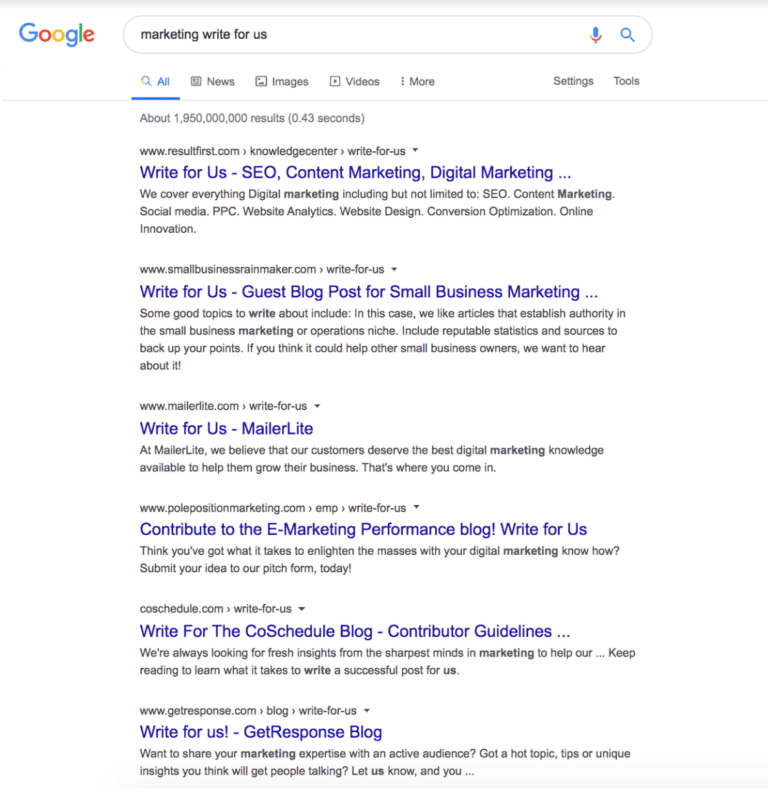 Google
marketing write for us
All News Images Videos More Settings Tools
About 1,950,000,000 results (0.43 seconds)
www.resultfirst.com › knowledgecenter › write-for-us
Write for Us - SEO, Content Marketing, Digital Marketing ...
We cover everything Digital marketing including but not limited to: SEO. Content Marketing.
Social media. PPC. Website Analytics. Website Design. Conversion Optimization. Online
Innovation.
www.smallbusinessrainmaker.com › write-for-us
Write for Us - Guest Blog Post for Small Business Marketing ...
Some good topics to write about include: In this case, we like articles that establish authority in
the small business marketing or operations niche. Include reputable statistics and sources to
back up your points. If you think it could help other small business owners, we want to hear
about it!
www.mailerlite.com › write-for-us
Write for Us - MailerLite
At MailerLite, we believe that our customers deserve the best digital marketing knowledge
available to help them grow their business. That's where you come in.
www.polepositionmarketing.com › emp › write-for-us
Contribute to the E-Marketing Performance blog! Write for Us
Think you've got what it takes to enlighten the masses with your digital marketing know how?
Submit your idea to our pitch form, today!
coschedule.com › write-for-us
Write For The CoSchedule Blog - Contributor Guidelines ...
We're always looking for fresh insights from the sharpest minds in marketing to help our ... Keep
reading to learn what it takes to write a successful post for us.
www.getresponse.com › blog › write-for-us
Write for us! - GetResponse Blog
Want to share your marketing expertise with an active audience? Got a hot topic, tips or unique
insights you think will get people talking? Let us know, and you ...